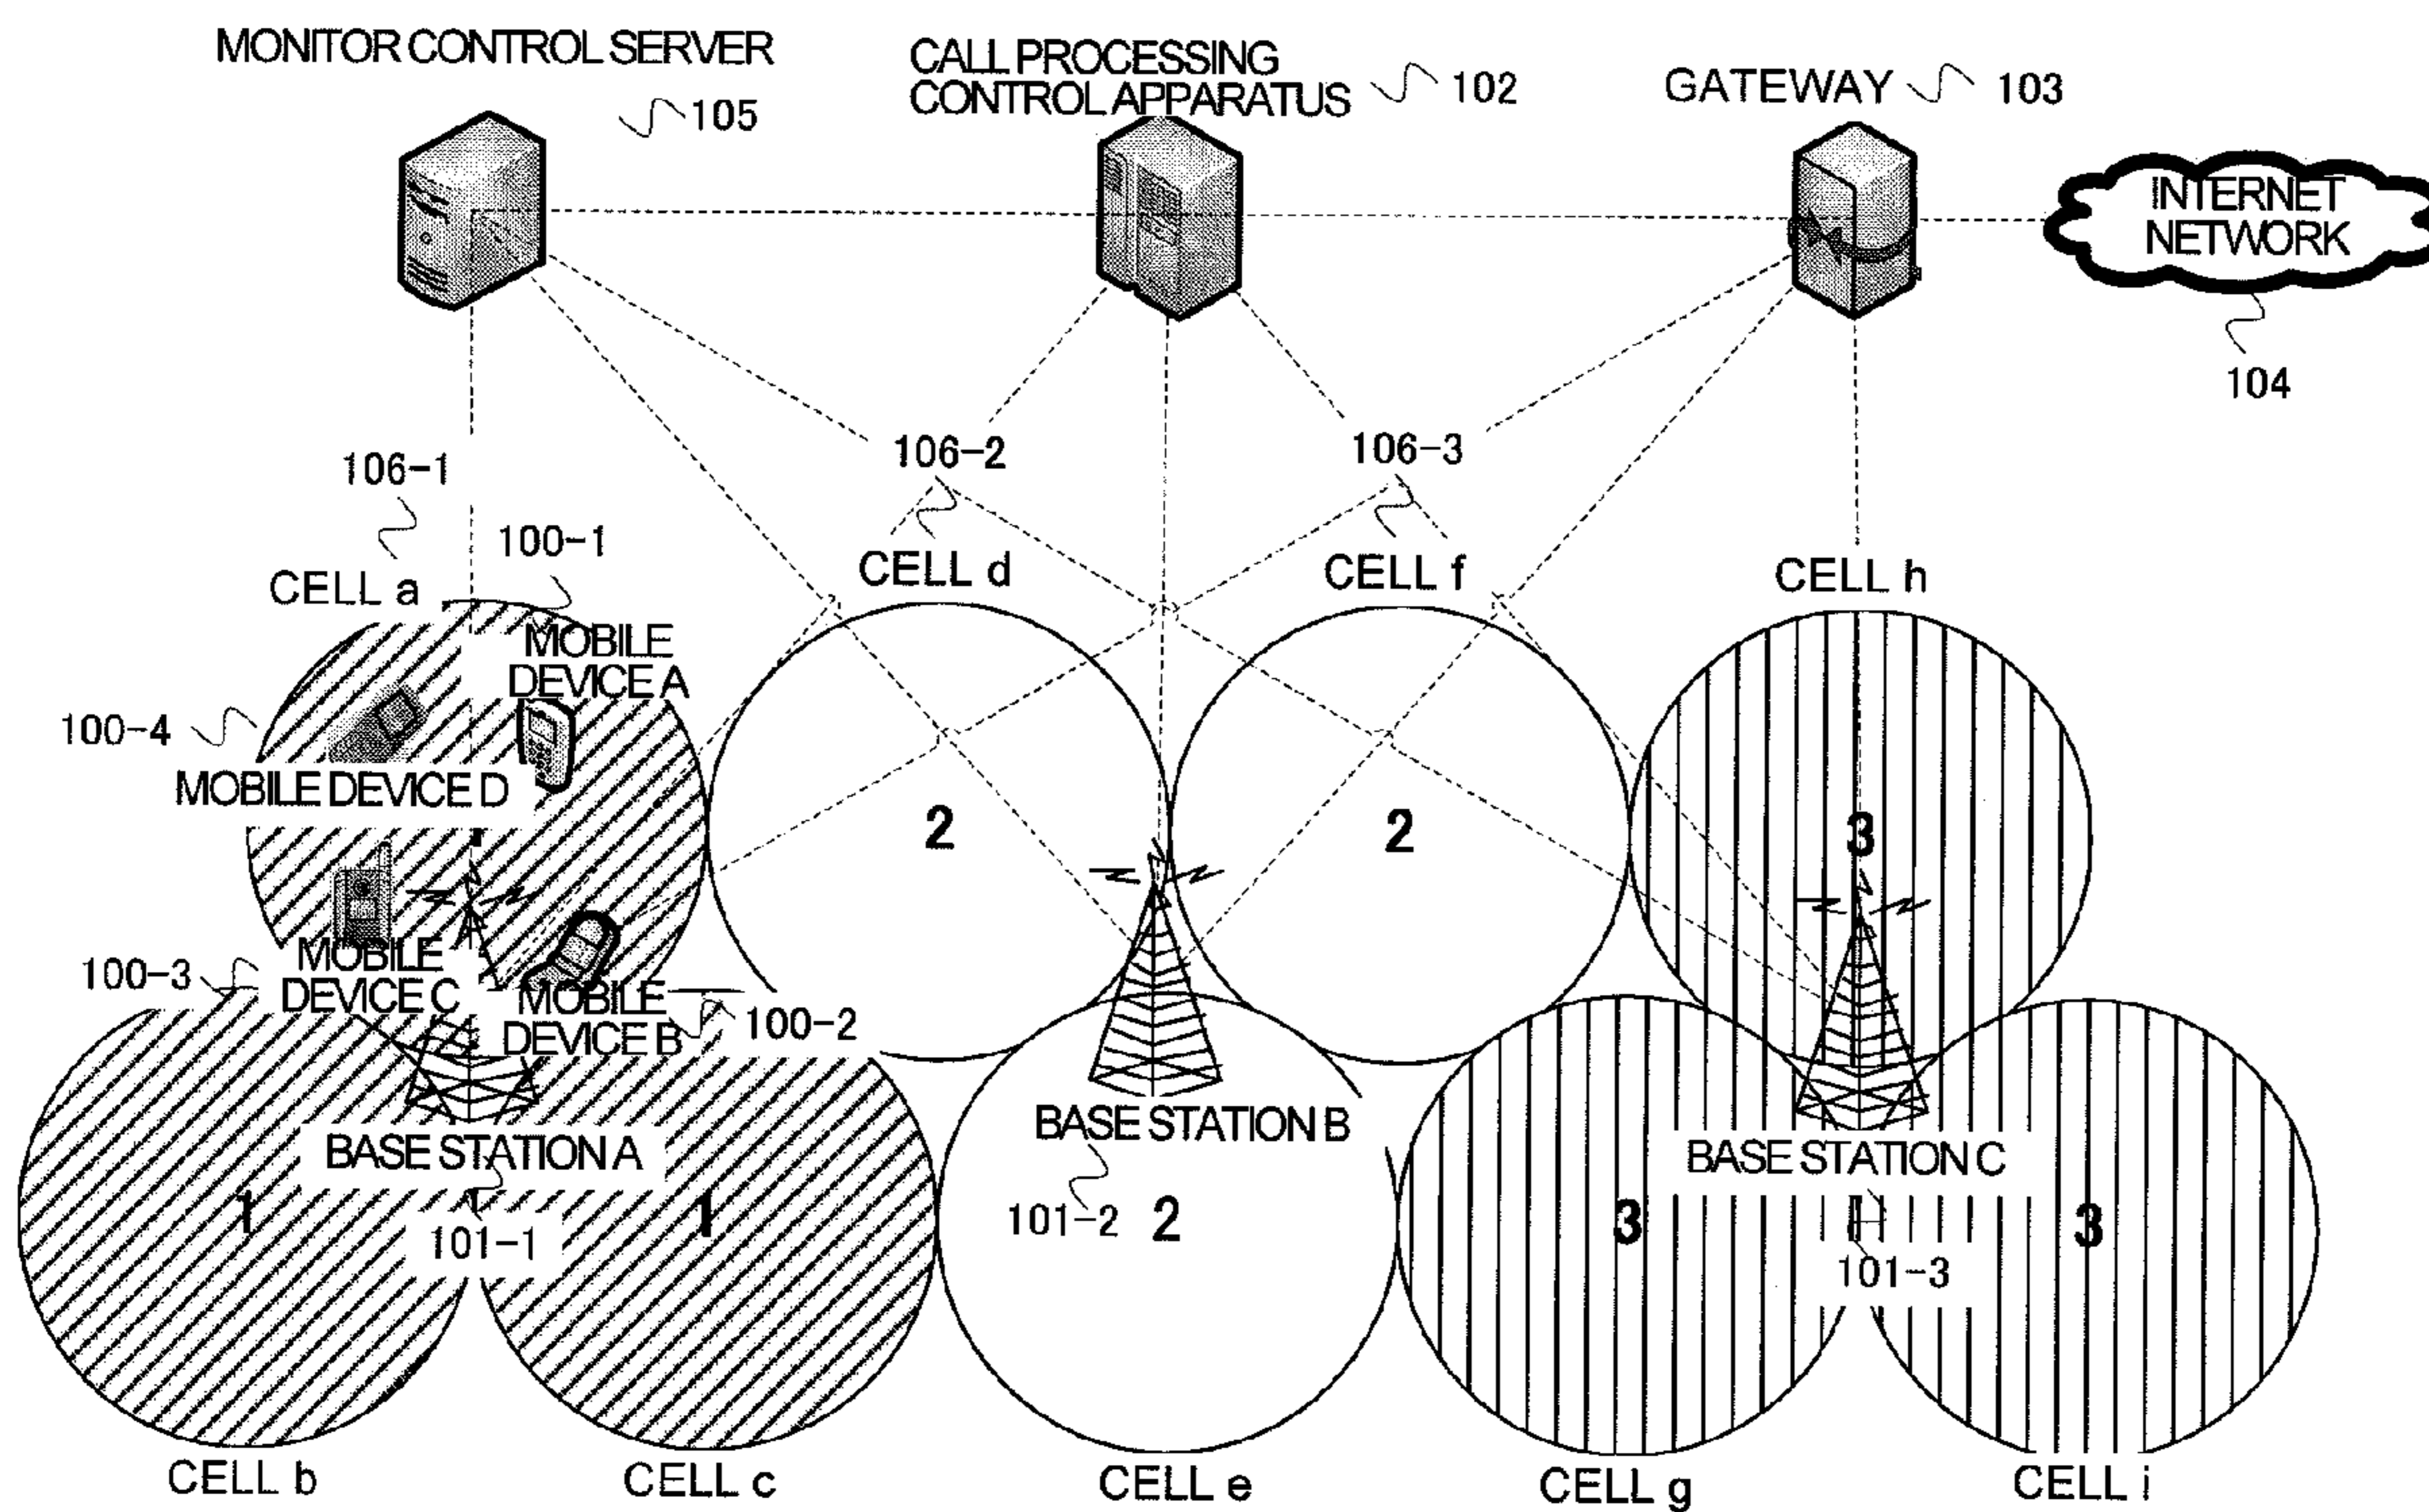 MONITOR CONTROL SERVER
105
CALL PROCESSING
CONTROL APPARATUS
102
GATEWAY
103
INTERNET
NETWORK
104
106-1
106-2
106-3
100-1
CELL a
CELL d
CELL f
CELL h
MOBILE
DEVICE A
100-4
MOBILE DEVICE D
2
2
3
100-3
MOBILE
DEVICE C
MOBILE
DEVICE B
100-2
BASE STATION A
BASE STATION B
BASE STATION C
1
101-1
1
101-2
2
3
101-3
3
CELL b
CELL c
CELL e
CELL g
CELL i